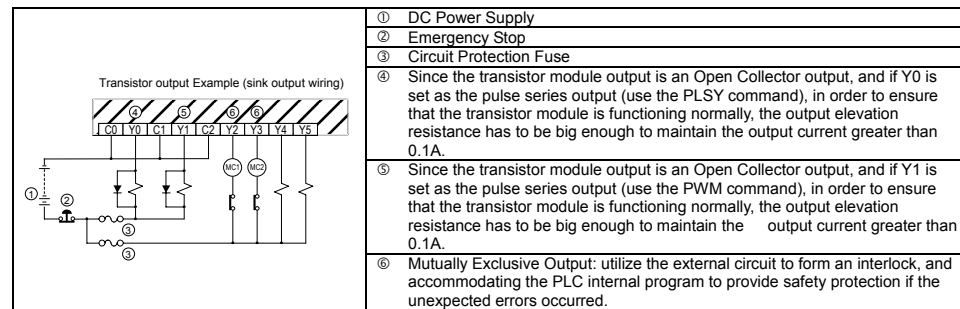 Transistor output Example (sink output wiring)
④ ⑤ ⑥ ⑥
C0 Y0 C1 Y1 C2 Y2 Y3 Y4 Y5
MC1 MC2
①
②
③
③
① DC Power Supply
② Emergency Stop
③ Circuit Protection Fuse
④ Since the transistor module output is an Open Collector output, and if Y0 is
set as the pulse series output (use the PLSY command), in order to ensure
that the transistor module is functioning normally, the output elevation
resistance has to be big enough to maintain the output current greater than
0.1A.
⑤ Since the transistor module output is an Open Collector output, and if Y1 is
set as the pulse series output (use the PWM command), in order to ensure
that the transistor module is functioning normally, the output elevation
resistance has to be big enough to maintain the output current greater than
0.1A.
⑥ Mutually Exclusive Output: utilize the external circuit to form an interlock, and
accommodating the PLC internal program to provide safety protection if the
unexpected errors occurred.